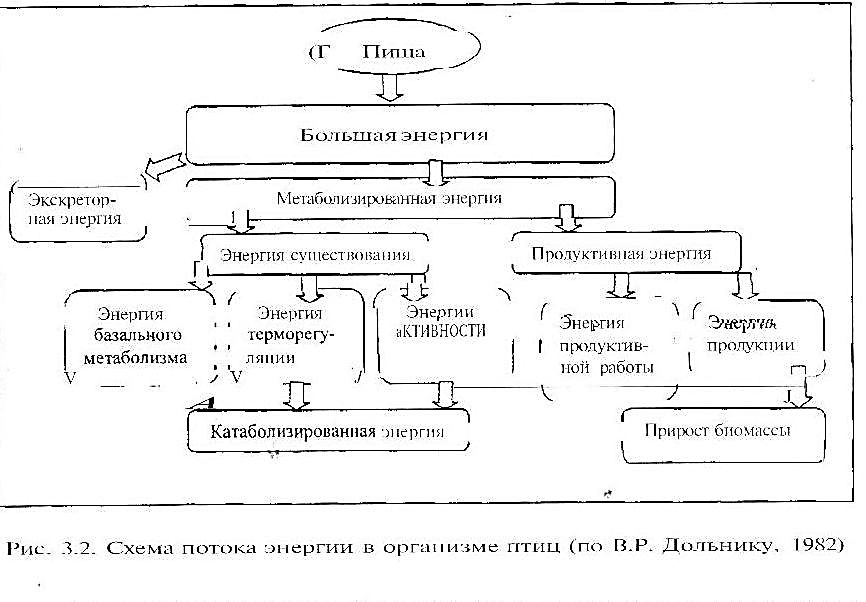 (Г Пища
Большая энергия
Экскретор-
ная энергия
Метаболизированная энергия
Энергия существования
Продуктивная энергия
Энергия
базального
метаболизма
Энергия
терморегу-
ляции
Энергии
аКТИВНОСТИ
Энергия
продуктив-
ной работы
Энергия
продукции
Катаболизированная энергия
Прирост биомассы
Рис. 3.2. Схема потока энергии в организме птиц (по В.Р. Дольнику, 1982)